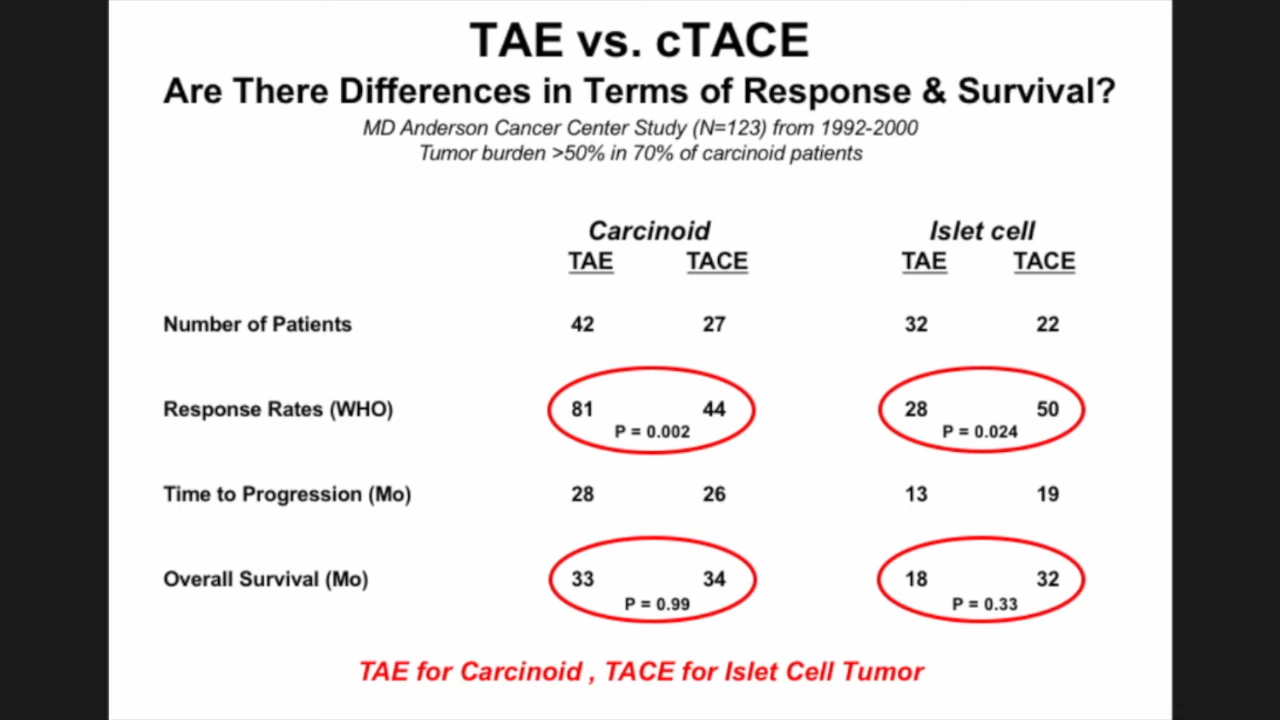 TAE vs. cTACE
Are There Differences in Terms of Response & Survival?
MD Anderson Cancer Center Study (N=123) from 1992-2000
Tumor burden >50% in 70% of carcinoid patients
Carcinoid Islet cell
TAE TACE TAE TACE
Number of Patients 42 27 32 22
Response Rates (WHO) 81 44 28 50
P = 0.002 P = 0.024
Time to Progression (Mo) 28 26 13 19
Overall Survival (Mo) 33 34 18 32
P = 0.99 P = 0.33
TAE for Carcinoid , TACE for Islet Cell Tumor